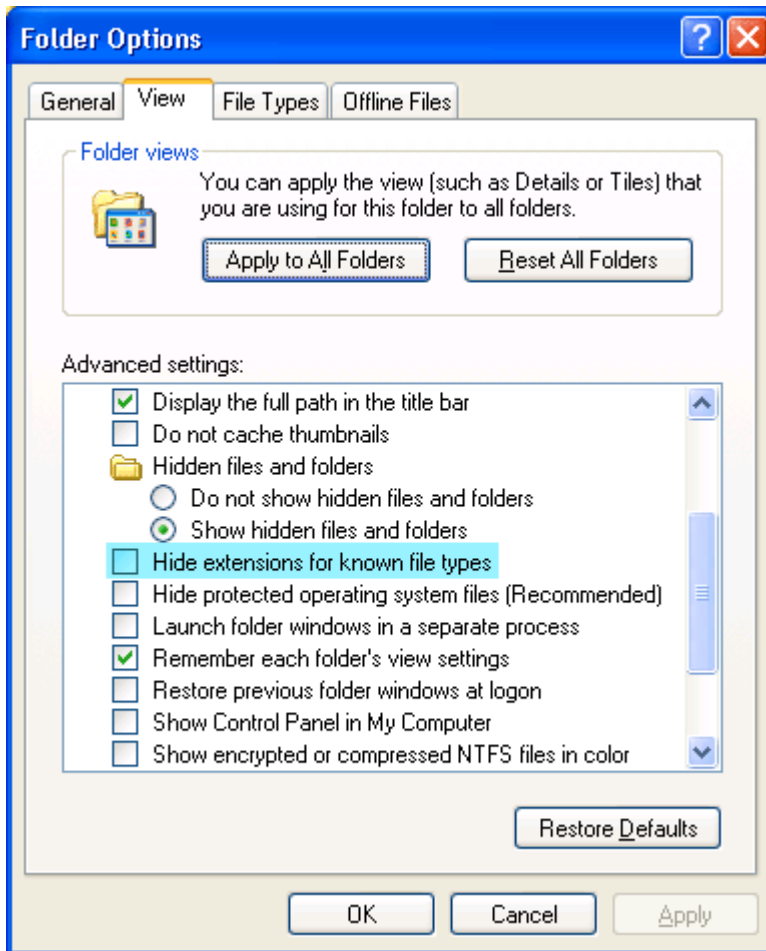 Folder Options
General
View
File Types
Offline Files
Folder views
You can apply the view (such as Details or Tiles) that
you are using for this folder to all folders.
Apply to All Folders
Reset All Folders
Advanced settings:
Display the full path in the title bar
Do not cache thumbnails
Hidden files and folders
Do not show hidden files and folders
Show hidden files and folders
Hide extensions for known file types
Hide protected operating system files (Recommended)
Launch folder windows in a separate process
Remember each folder's view settings
Restore previous folder windows at logon
Show Control Panel in My Computer
Show encrypted or compressed NTFS files in color
Restore Defaults
OK
Cancel
Apply